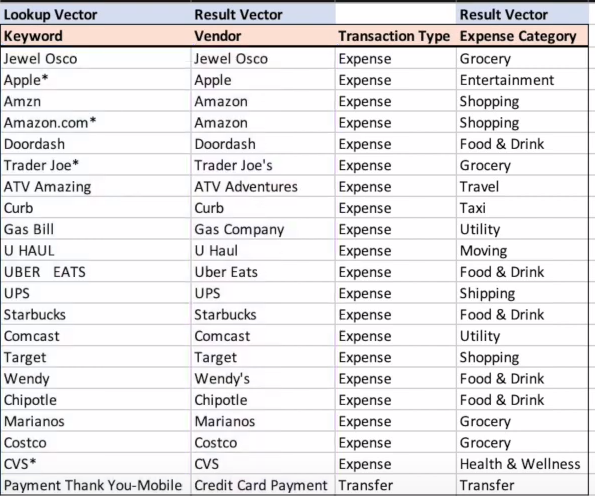 Lookup Vector Result Vector Result Vector
Keyword Vendor Transaction Type Expense Category
Jewel Osco Jewel Osco Expense Grocery
Apple* Apple Expense Entertainment
Amzn Amazon Expense Shopping
Amazon.com* Amazon Expense Shopping
Doordash Doordash Expense Food & Drink
Trader Joe* Trader Joe's Expense Grocery
ATV Amazing ATV Adventures Expense Travel
Curb Curb Expense Taxi
Gas Bill Gas Company Expense Utility
U HAUL U Haul Expense Moving
UBER   EATS Uber Eats Expense Food & Drink
UPS UPS Expense Shipping
Starbucks Starbucks Expense Food & Drink
Comcast Comcast Expense Utility
Target Target Expense Shopping
Wendy Wendy's Expense Food & Drink
Chipotle Chipotle Expense Food & Drink
Marianos Marianos Expense Grocery
Costco Costco Expense Grocery
CVS* CVS Expense Health & Wellness
Payment Thank You-Mobile Credit Card Payment Transfer Transfer